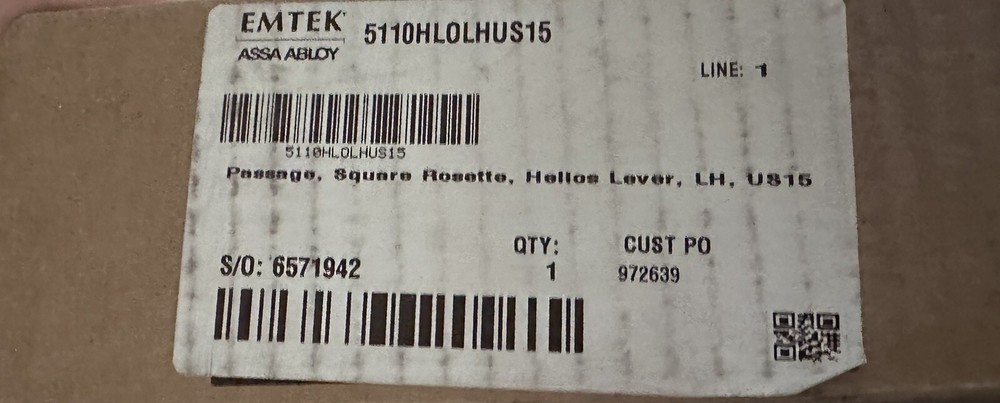 EMTEK
ASSA ABLOY
5110HLOLHUS15
LINE: 1
5110HLOLHUS15
Passage, Square Rosette, Helios Lever, LH, US15
QTY:
1
CUST PO
972639
S/O: 6571942